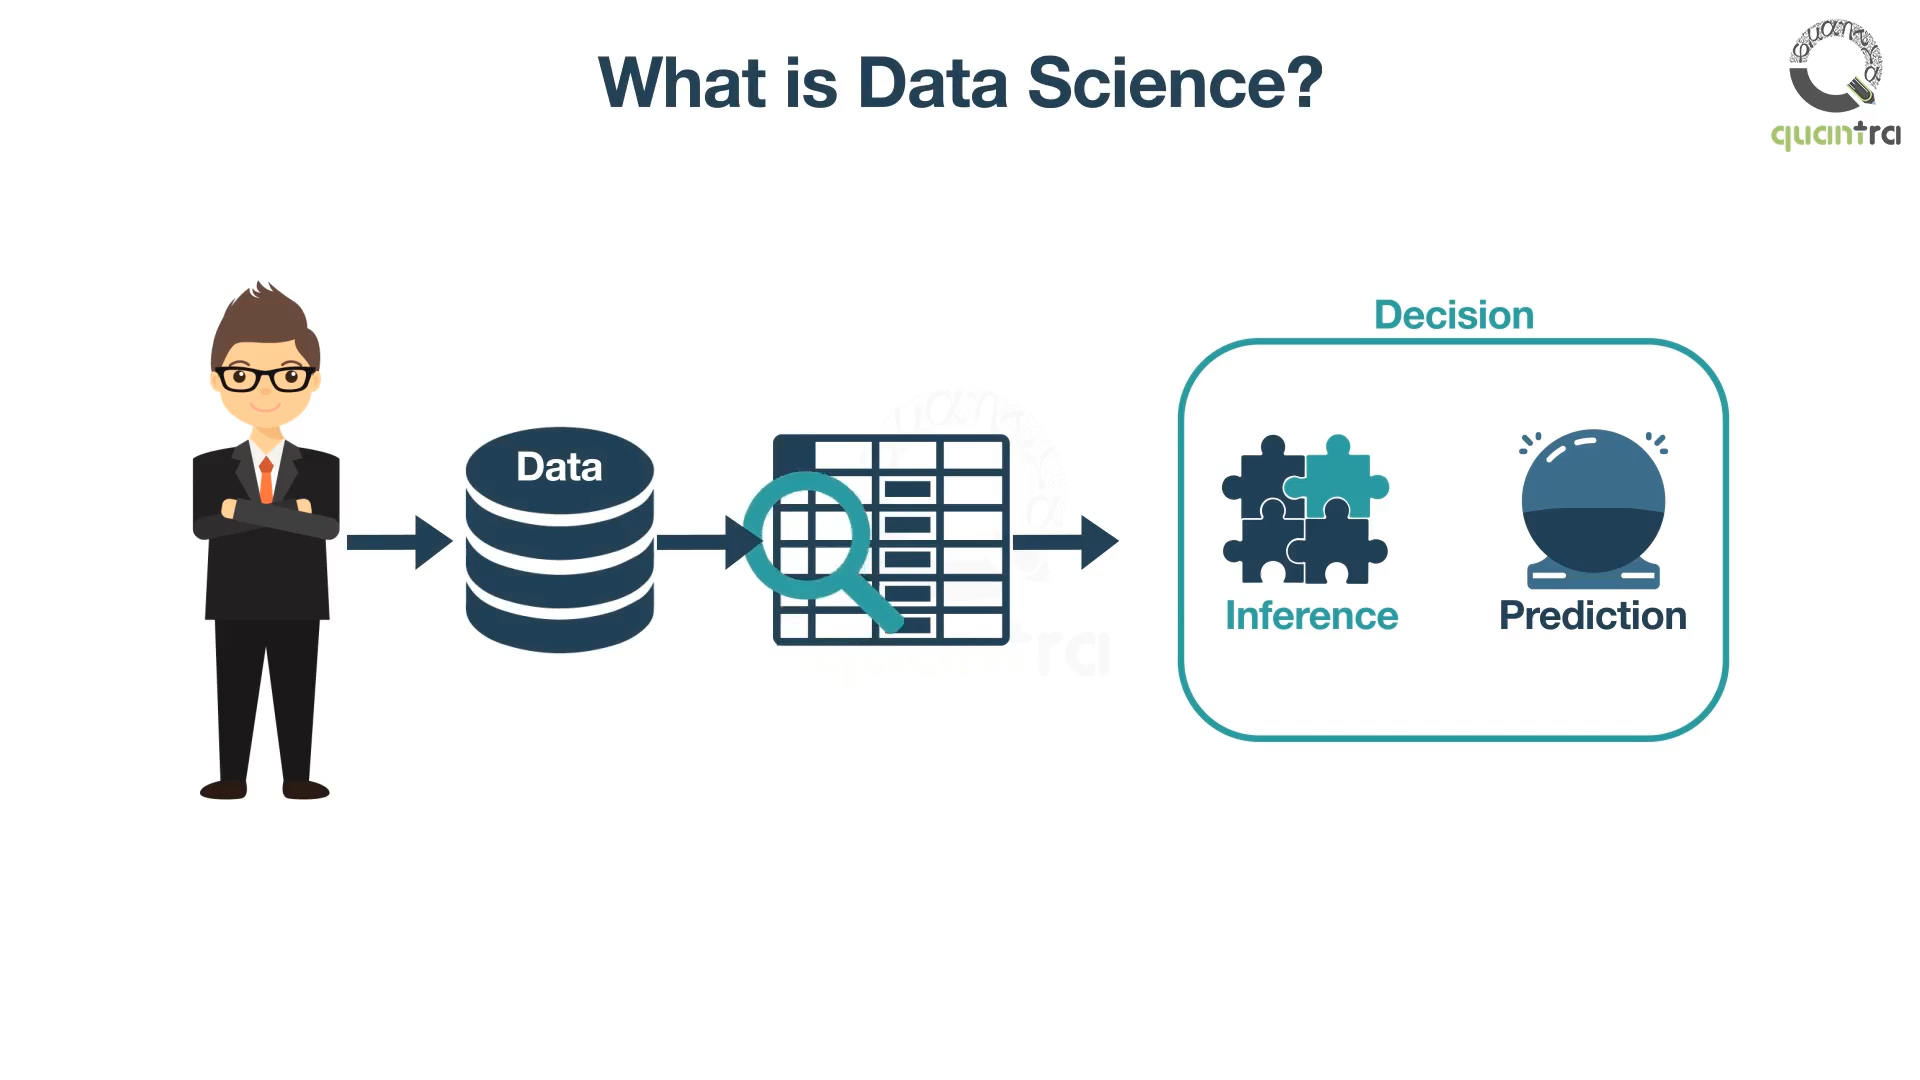 What is Data Science?
quantra
Data
Decision
Inference
Prediction